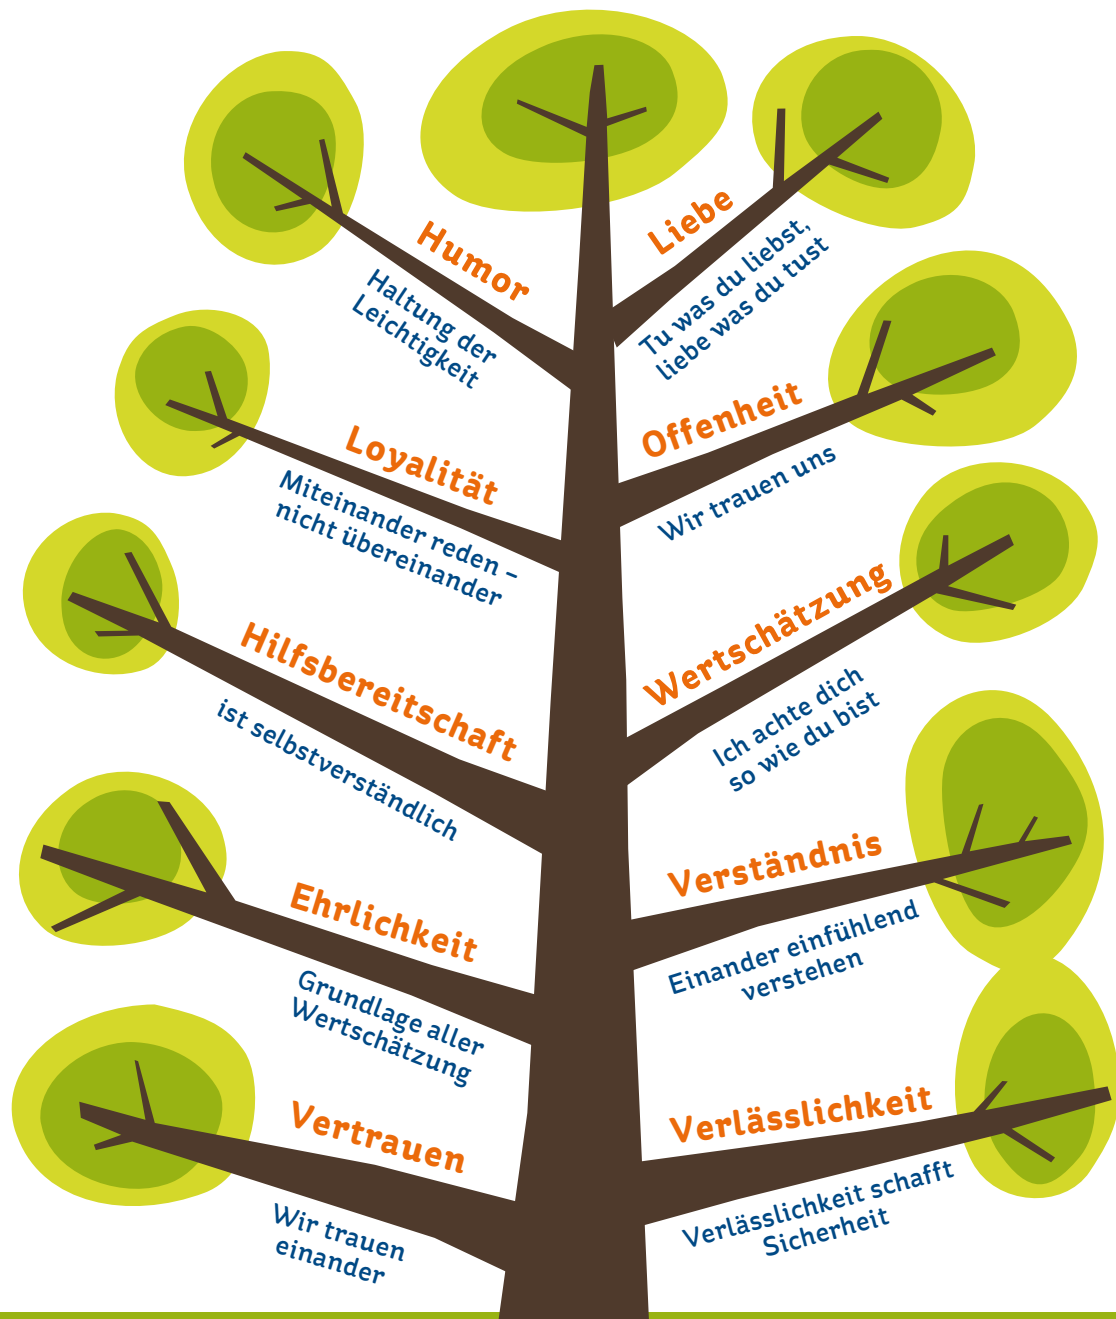 Humor
Haltung der
Leichtigkeit
Liebe
Tu was du liebst,
liebe was du tust
Loyalität
Miteinander reden –
nicht übereinander
Offenheit
Wir trauen uns
Hilfsbereitschaft
ist selbstverständlich
Wertschätzung
Ich achte dich
so wie du bist
Ehrlichkeit
Grundlage aller
Wertschätzung
Verständnis
Einander einfühlend
verstehen
Vertrauen
Wir trauen
einander
Verlässlichkeit
Verlässlichkeit schafft
Sicherheit